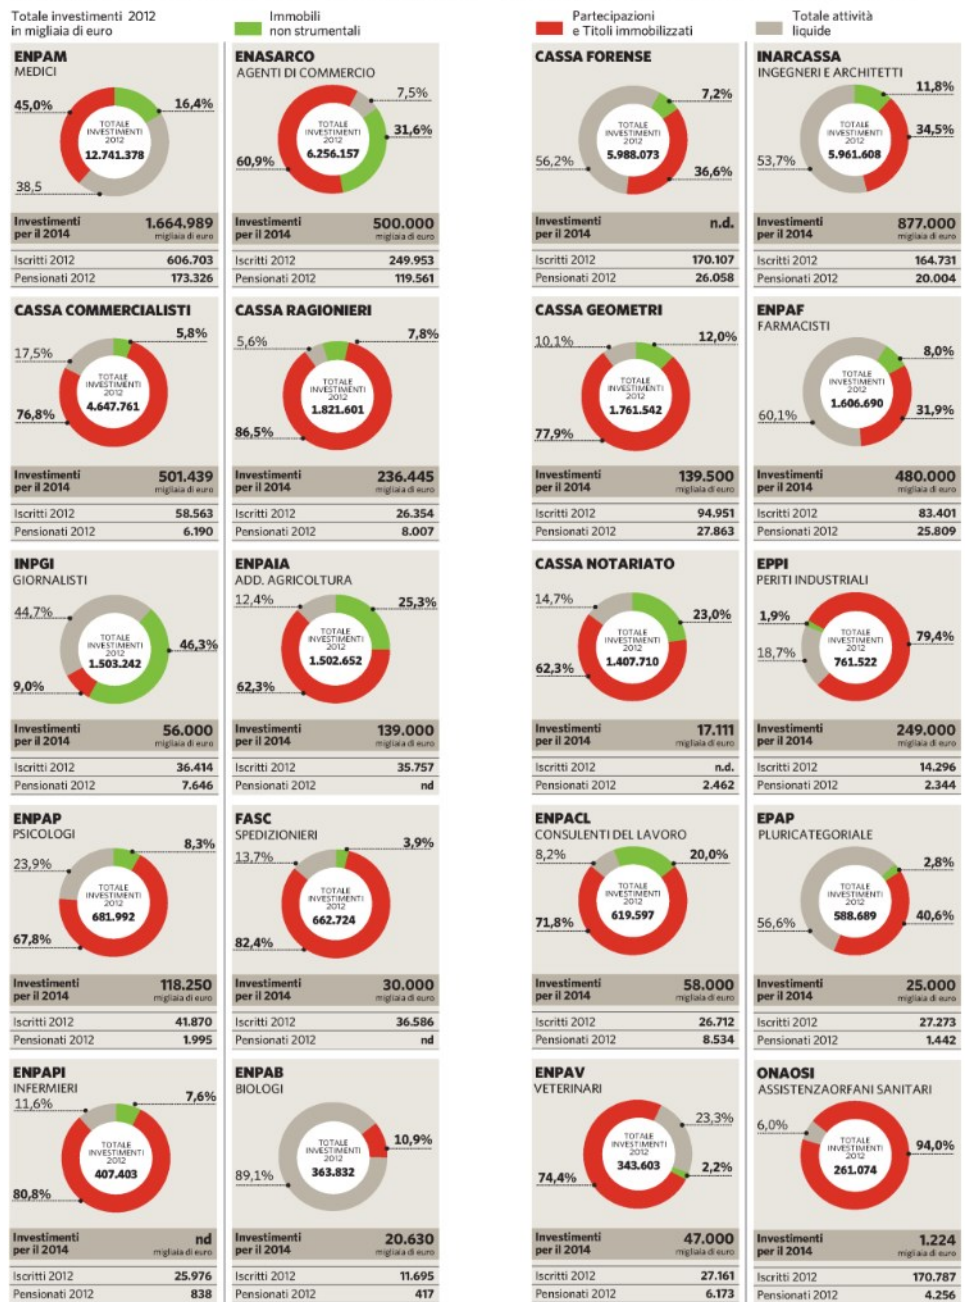 Totale investimenti 2012
in migliaia di euro
Immobili
non strumentali
Partecipazioni
e Titoli immobilizzati
Totale attività
liquide
ENPAM
MEDICI
45,0%
16,4%
TOTALE
INVESTIMENTI
2012
12.741.378
38,5
Investimenti
per il 2014
1.664.989
migliaia di euro
Iscritti 2012 606.703
Pensionati 2012 173.326
ENASARCO
AGENTI DI COMMERCIO
7,5%
31,6%
TOTALE
INVESTIMENTI
2012
6.256.157
60,9%
Investimenti
per il 2014
500.000
migliaia di euro
Iscritti 2012 249.953
Pensionati 2012 119.561
CASSA FORENSE
7,2%
TOTALE
INVESTIMENTI
2012
5.988.073
56,2%
36,6%
Investimenti
per il 2014
n.d.
Iscritti 2012 170.107
Pensionati 2012 26.058
INARCASSA
INGEGNERI E ARCHITETTI
11,8%
34,5%
TOTALE
INVESTIMENTI
2012
5.961.608
53,7%
Investimenti
per il 2014
877.000
migliaia di euro
Iscritti 2012 164.731
Pensionati 2012 20.004
CASSA COMMERCIALISTI
5,8%
17,5%
TOTALE
INVESTIMENTI
2012
4.647.761
76,8%
Investimenti
per il 2014
501.439
migliaia di euro
Iscritti 2012 58.563
Pensionati 2012 6.190
CASSA RAGIONIERI
7,8%
5,6%
TOTALE
INVESTIMENTI
2012
1.821.601
86,5%
Investimenti
per il 2014
236.445
migliaia di euro
Iscritti 2012 26.354
Pensionati 2012 8.007
CASSA GEOMETRI
10,1%
12,0%
TOTALE
INVESTIMENTI
2012
1.761.542
77,9%
Investimenti
per il 2014
139.500
migliaia di euro
Iscritti 2012 94.951
Pensionati 2012 27.863
ENPAF
FARMACISTI
8,0%
TOTALE
INVESTIMENTI
2012
1.606.690
60,1%
31,9%
Investimenti
per il 2014
480.000
migliaia di euro
Iscritti 2012 83.401
Pensionati 2012 25.809
INPGI
GIORNALISTI
44,7%
46,3%
TOTALE
INVESTIMENTI
2012
1.503.242
9,0%
Investimenti
per il 2014
56.000
migliaia di euro
Iscritti 2012 36.414
Pensionati 2012 7.646
ENPAIA
ADD. AGRICOLTURA
12,4%
25,3%
TOTALE
INVESTIMENTI
2012
1.502.652
62,3%
Investimenti
per il 2014
139.000
migliaia di euro
Iscritti 2012 35.757
Pensionati 2012 nd
CASSA NOTARIATO
14,7%
23,0%
TOTALE
INVESTIMENTI
2012
1.407.710
62,3%
Investimenti
per il 2014
17.111
migliaia di euro
Iscritti 2012 n.d.
Pensionati 2012 2.462
EPPI
PERITI INDUSTRIALI
1,9%
79,4%
18,7%
TOTALE
INVESTIMENTI
2012
761.522
Investimenti
per il 2014
249.000
migliaia di euro
Iscritti 2012 14.296
Pensionati 2012 2.344
ENPAP
PSICOLOGI
8,3%
23,9%
TOTALE
INVESTIMENTI
2012
681.992
67,8%
Investimenti
per il 2014
118.250
migliaia di euro
Iscritti 2012 41.870
Pensionati 2012 1.995
FASC
SPEDIZIONIERI
3,9%
13,7%
TOTALE
INVESTIMENTI
2012
662.724
82,4%
Investimenti
per il 2014
30.000
migliaia di euro
Iscritti 2012 36.586
Pensionati 2012 nd
ENPACL
CONSULENTI DEL LAVORO
8,2%
20,0%
TOTALE
INVESTIMENTI
2012
619.597
71,8%
Investimenti
per il 2014
58.000
migliaia di euro
Iscritti 2012 26.712
Pensionati 2012 8.534
EPAP
PLURICATEGORIALE
2,8%
TOTALE
INVESTIMENTI
2012
588.689
56,6%
40,6%
Investimenti
per il 2014
25.000
migliaia di euro
Iscritti 2012 27.273
Pensionati 2012 1.442
ENPAPI
INFERMIERI
11,6%
7,6%
TOTALE
INVESTIMENTI
2012
407.403
80,8%
Investimenti
per il 2014
nd
migliaia di euro
Iscritti 2012 25.976
Pensionati 2012 838
ENPAB
BIOLOGI
10,9%
TOTALE
INVESTIMENTI
2012
363.832
89,1%
Investimenti
per il 2014
20.630
migliaia di euro
Iscritti 2012 11.695
Pensionati 2012 417
ENPAV
VETERINARI
23,3%
TOTALE
INVESTIMENTI
2012
343.603
74,4%
2,2%
Investimenti
per il 2014
47.000
migliaia di euro
Iscritti 2012 27.161
Pensionati 2012 6.173
ONAOSI
ASSISTENZAORFANI SANITARI
6,0%
94,0%
TOTALE
INVESTIMENTI
2012
261.074
Investimenti
per il 2014
1.224
migliaia di euro
Iscritti 2012 170.787
Pensionati 2012 4.256